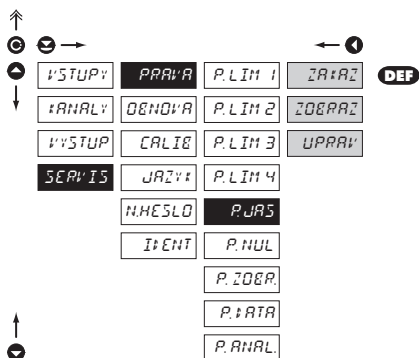 VSTUPY PRAVA P.LIM 1 ZAKAZ DEF
KANALY OBNOVA P.LIM 2 ZOBRAZ
VYSTUP CALIB P.LIM 3 UPRAV
SERVIS JAZYK P.LIM 4
N.HESLO P.JAS
IDENT P.NUL
P.ZOBR.
P.DATA
P.ANAL.